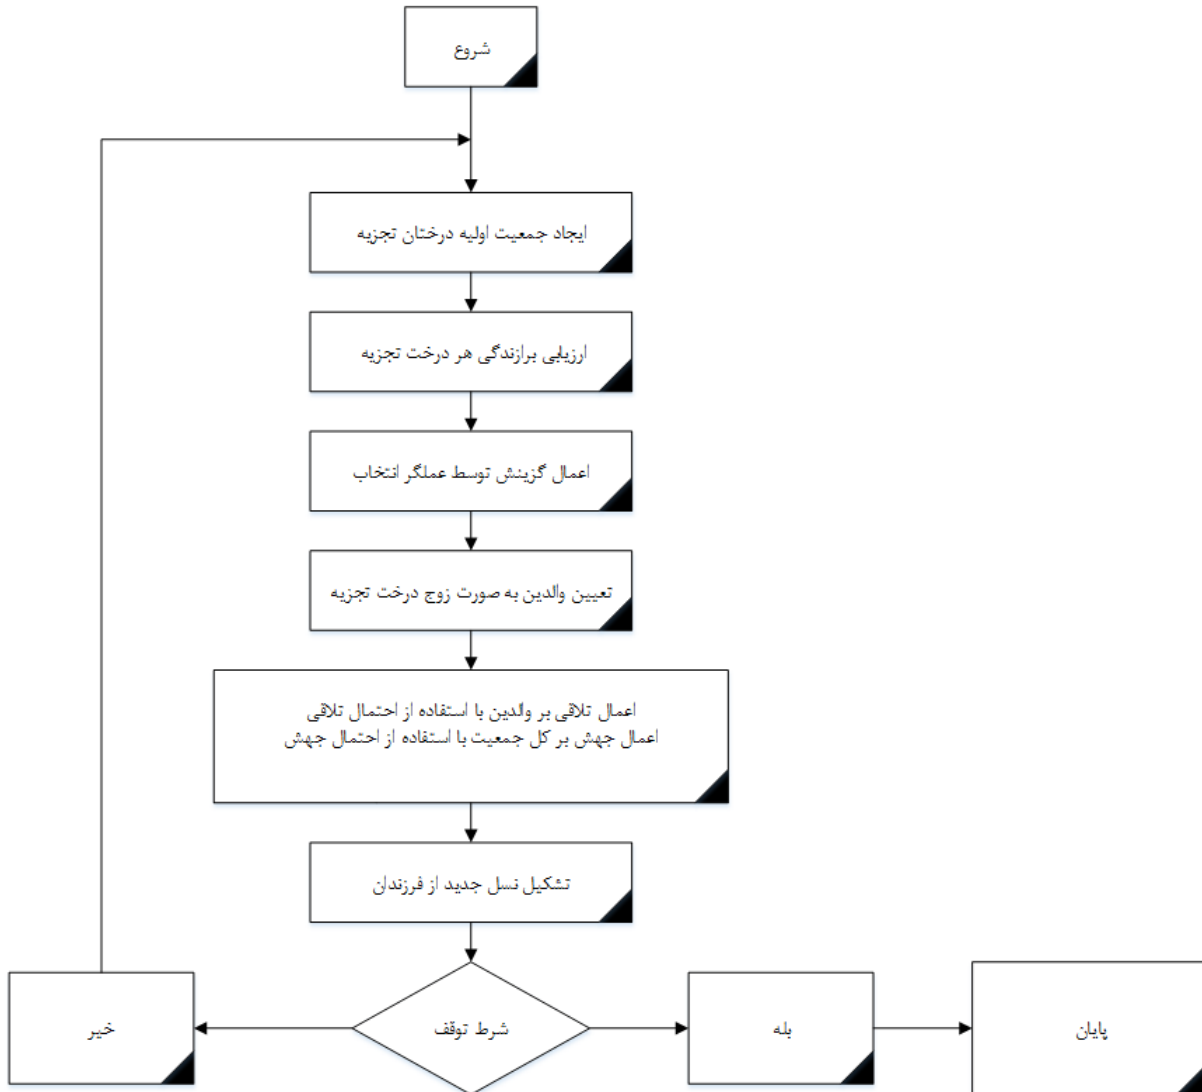 شروع
ایجاد جمعیت اولیه درختان تجزیه
ارزیابی برازندگی هر درخت تجزیه
اعمال گزینش توسط عملگر انتخاب
تعیین والدین به صورت زوج درخت تجزیه
اعمال تلاقی بر والدین با استفاده از احتمال تلاقی
اعمال جهش بر کل جمعیت با استفاده از احتمال جهش
تشکیل نسل جدید از فرزندان
شرط توقف
خیر
بله
پایان